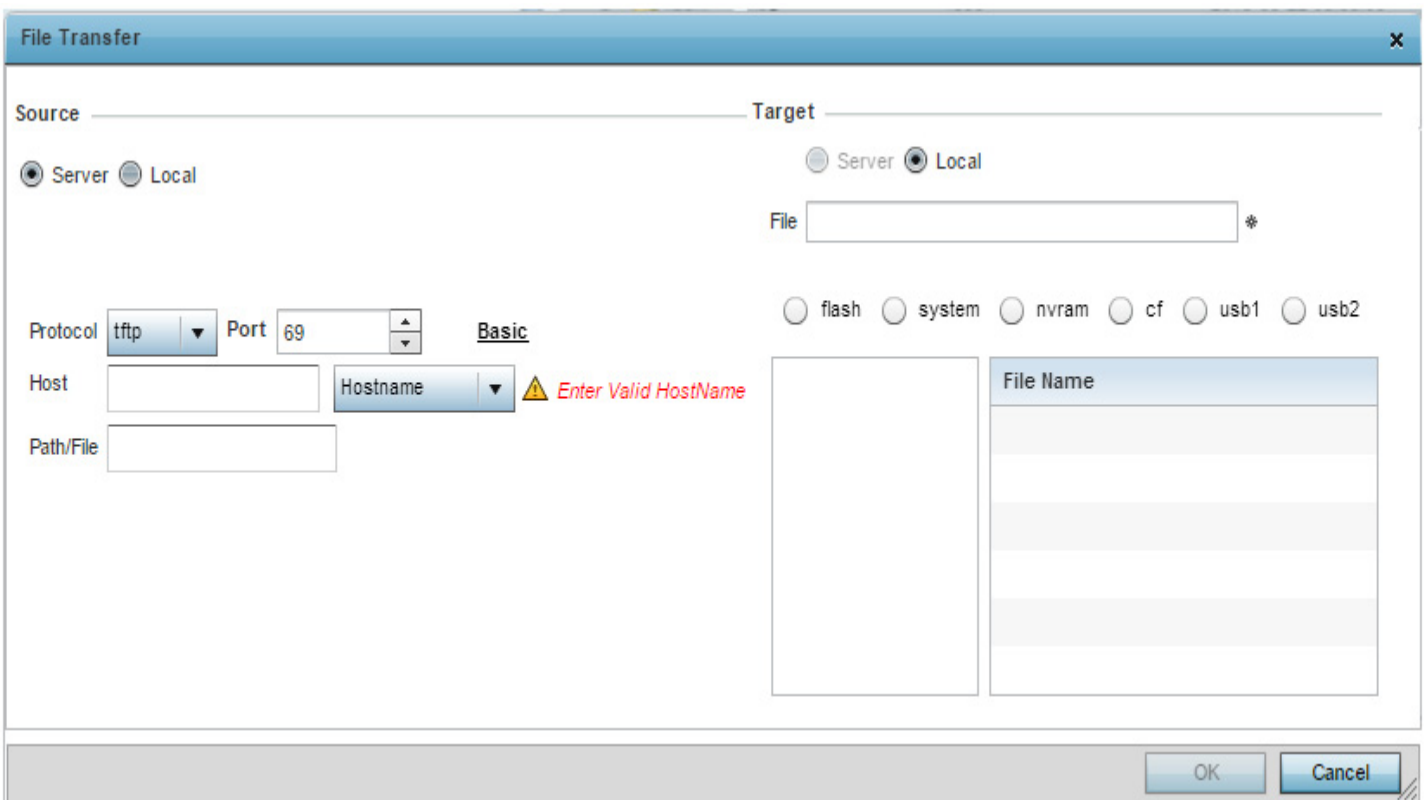 File Transfer x
Source
Server Local
Protocol tftp Port 69 Basic
Host Hostname Enter Valid HostName
Path/File
Target
Server Local
File *
flash system nvram cf usb1 usb2
File Name
OK Cancel